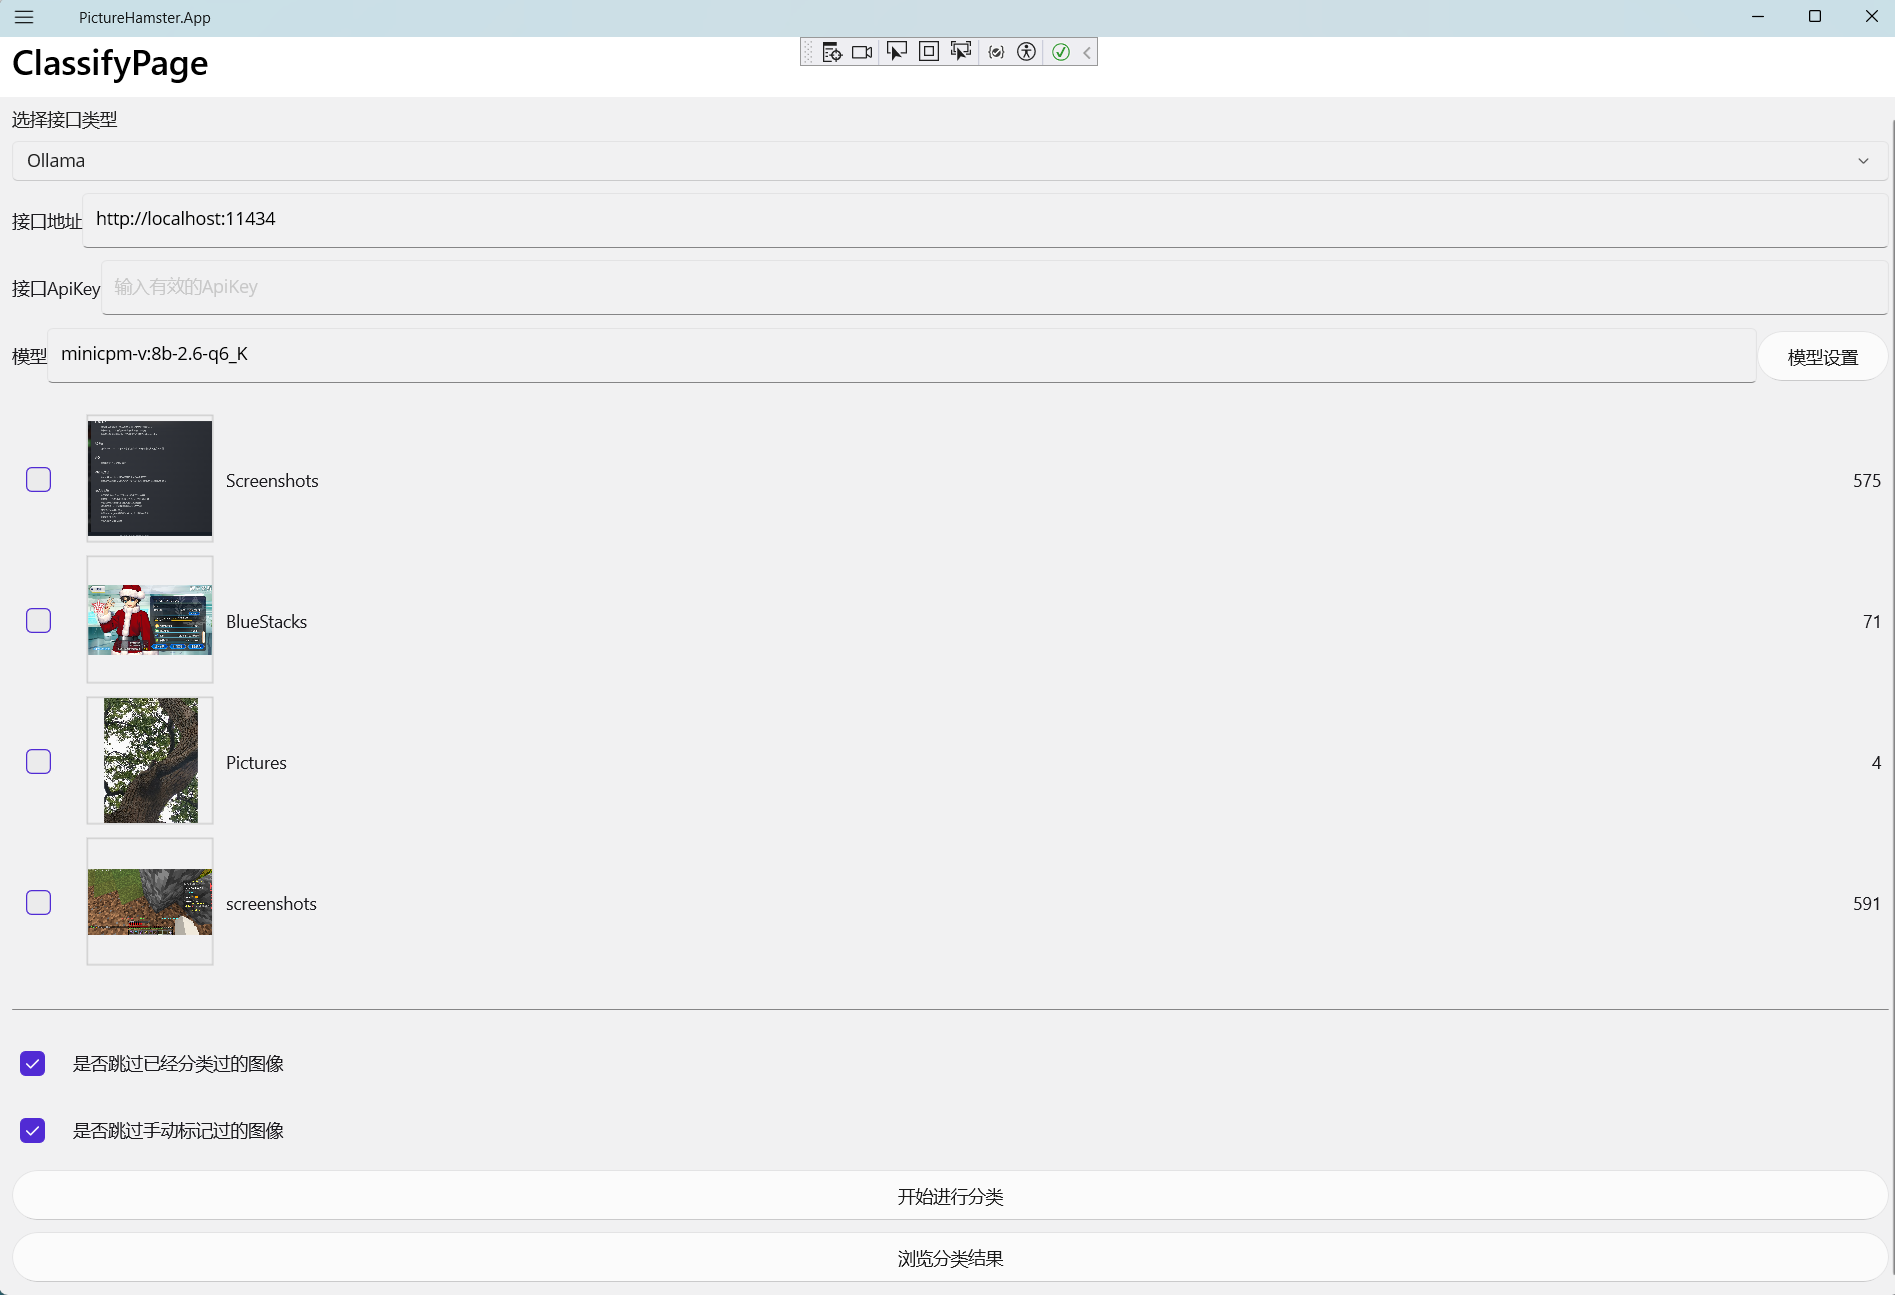 PictureHamster.App
ClassifyPage
选择接口类型
Ollama
接口地址 http://localhost:11434
接口ApiKey 输入有效的ApiKey
模型 minicpm-v:8b-2.6-q6_K 模型设置
Screenshots 575
BlueStacks 71
Pictures 4
screenshots 591
是否跳过已经分类过的图像
是否跳过手动标记过的图像
开始进行分类
浏览分类结果